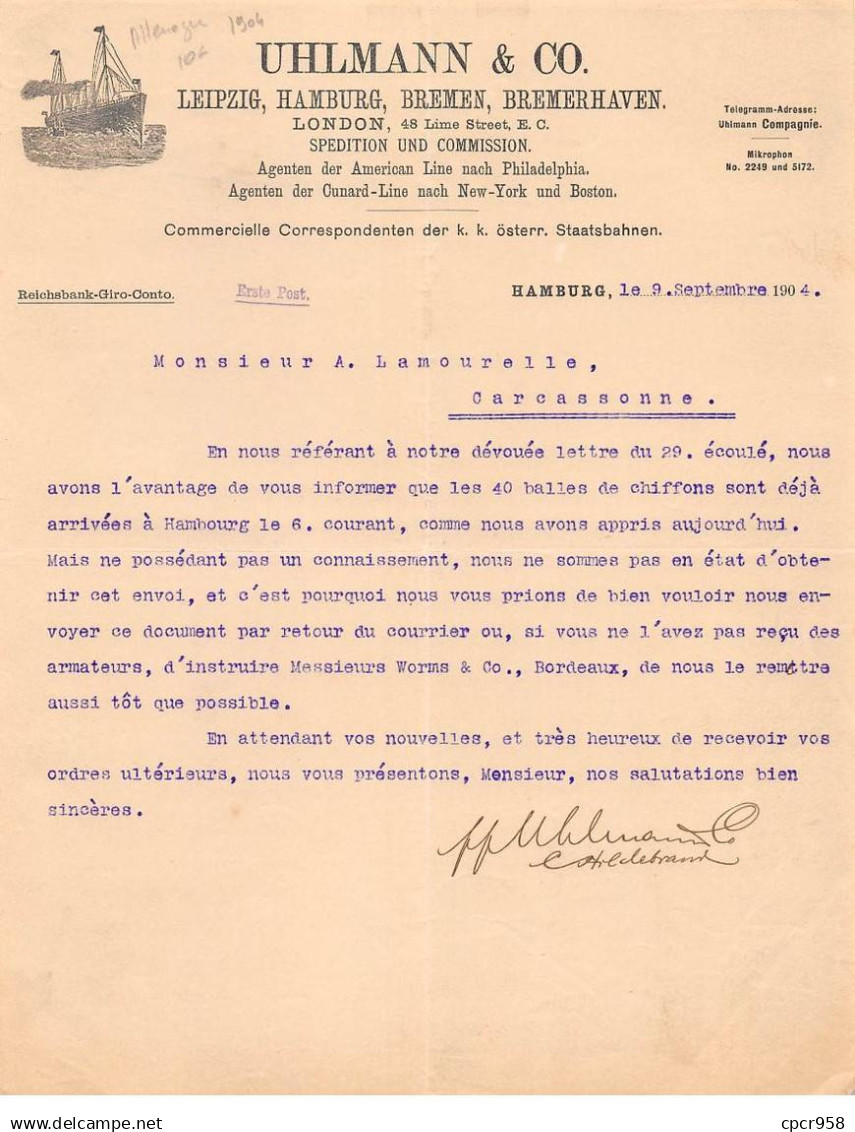 Allemagne 1904
10€
UHLMANN & CO.
LEIPZIG, HAMBURG, BREMEN, BREMERHAVEN.
LONDON, 48 Lime Street, E. C.
SPEDITION UND COMMISSION.
Agenten der American Line nach Philadelphia.
Agenten der Cunard-Line nach New-York und Boston.
Telegramm-Adresse:
Uhlmann Compagnie.
Mikrophon
No. 2249 und 5172.
Commercielle Correspondenten der k. k. österr. Staatsbahnen.
Reichsbank-Giro-Conto. Erste Post. HAMBURG, le 9.Septembre 1904.
Monsieur A. Lamourelle,
Carcassonne.
En nous référant à notre dévouée lettre du 29. écoulé, nous
avons l'avantage de vous informer que les 40 balles de chiffons sont déjà
arrivées à Hambourg le 6. courant, comme nous avons appris aujourd'hui.
Mais ne possédant pas un connaissement, nous ne sommes pas en état d'obte-
nir cet envoi, et c'est pourquoi nous vous prions de bien vouloir nous en-
voyer ce document par retour du courrier ou, si vous ne l'avez pas reçu des
armateurs, d'instruire Messieurs Worms & Co., Bordeaux, de nous le remettre
aussi tôt que possible.
En attendant vos nouvelles, et très heureux de recevoir vos
ordres ultérieurs, nous vous présentons, Mensieur, nos salutations bien
sincères.
pp Uhlmann Co
C Hildebrand
cpcr958